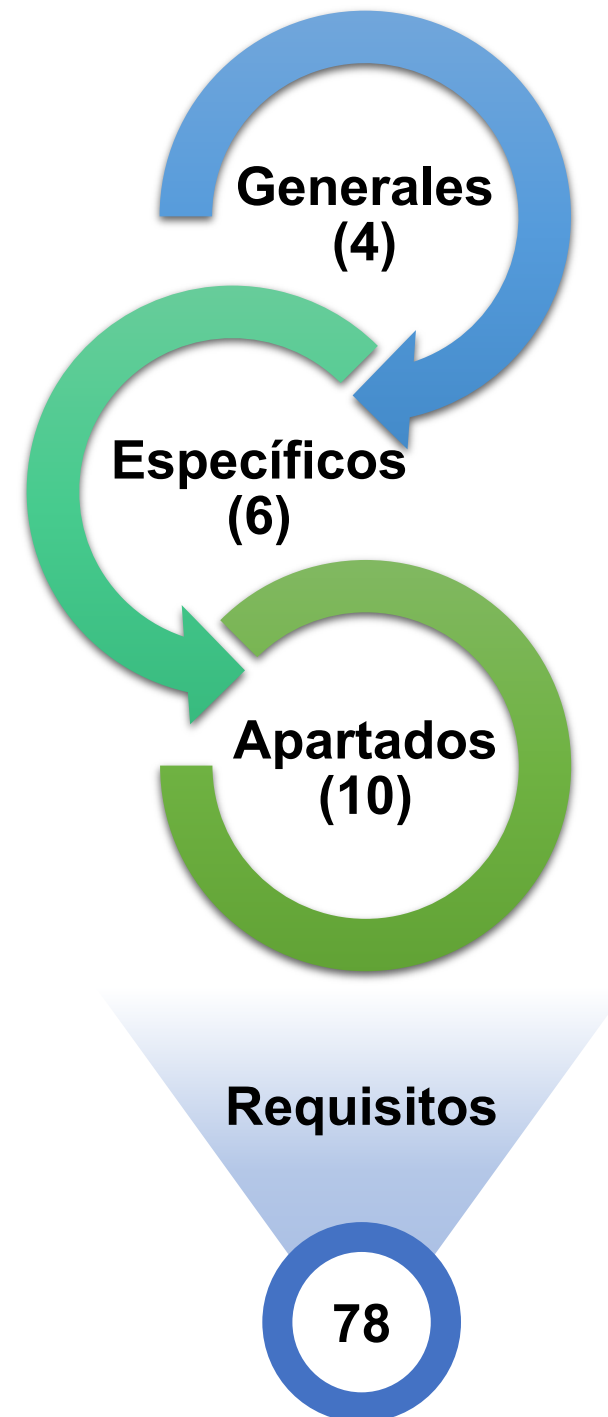 Generales
(4)
Específicos
(6)
Apartados
(10)
Requisitos
78